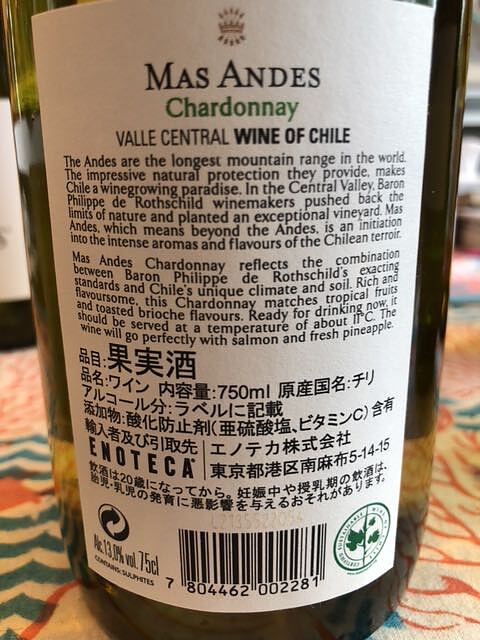 MAS ANDES
Chardonnay
VALLE CENTRAL WINE OF CHILE
The Andes are the longest mountain range in the world.
The impressive natural protection they provide, makes
Chile a winegrowing paradise. In the Central Valley, Baron
Philippe de Rothschild winemakers pushed back the
limits of nature and planted an exceptional vineyard. Mas
Andes, which means beyond the Andes, is an initiation
into the intense aromas and flavours of the Chilean terroir.
Mas Andes Chardonnay reflects the combination
between Baron Philippe de Rothschild's exacting
standards and Chile's unique climate and soil. Rich and
flavoursome, this Chardonnay matches tropical fruits
and toasted brioche flavours. Ready for drinking now, it
should be served at a temperature of about 11°C. The
wine will go perfectly with salmon and fresh pineapple.
品目:果実酒
品名:ワイン 内容量:750ml 原産国名:チリ
アルコール分:ラベルに記載
添加物:酸化防止剤(亜硫酸塩、ビタミンC)含有
輸入者及び引取先 エノテカ株式会社
ENOTECA 東京都港区南麻布5-14-15
飲酒は20歳になってから。妊娠中や授乳期の飲酒は、
胎児・乳児の発育に悪影響を与えるおそれがあります。
Alc.13,0% vol. 75cl
CONTAINS: SULPHITES
7 804462 002281